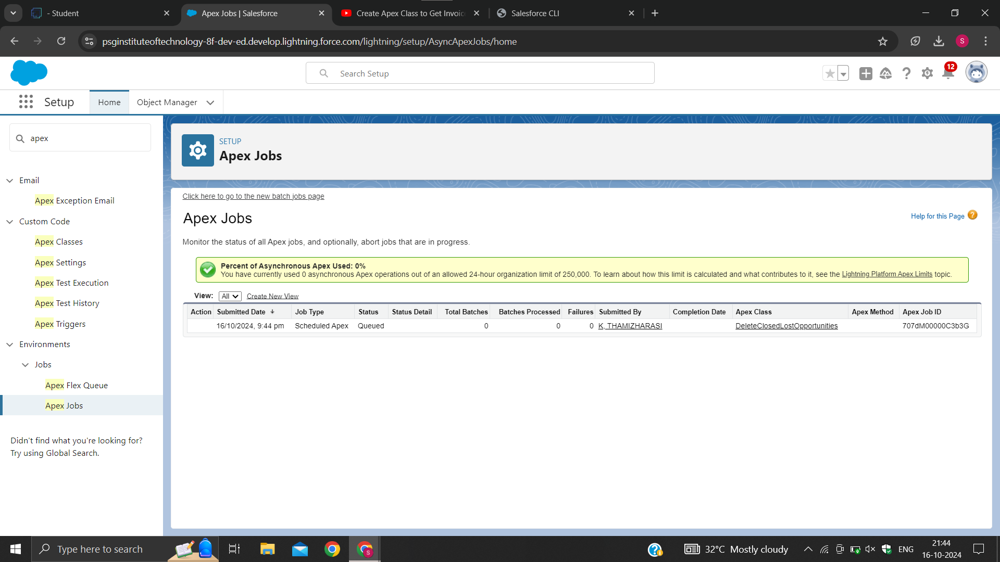 - Student
Apex Jobs | Salesforce
Create Apex Class to Get Invoic
Salesforce CLI
psginstituteoftechnology-8f-dev-ed.develop.lightning.force.com/lightning/setup/AsyncApexJobs/home
S
Search Setup
12
Setup
Home
Object Manager
apex
Email
Apex Exception Email
Custom Code
Apex Classes
Apex Settings
Apex Test Execution
Apex Test History
Apex Triggers
Environments
Jobs
Apex Flex Queue
Apex Jobs
Didn't find what you're looking for?
Try using Global Search.
SETUP
Apex Jobs
Click here to go to the new batch jobs page
Apex Jobs
Help for this Page ?
Monitor the status of all Apex jobs, and optionally, abort jobs that are in progress.
Percent of Asynchronous Apex Used: 0%
You have currently used 0 asynchronous Apex operations out of an allowed 24-hour organization limit of 250,000. To learn about how this limit is calculated and what contributes to it, see the Lightning Platform Apex Limits topic.
View: All Create New View
Action Submitted Date Job Type Status Status Detail Total Batches Batches Processed Failures Submitted By Completion Date Apex Class Apex Method Apex Job ID
16/10/2024, 9:44 pm Scheduled Apex Queued 0 0 0 K, THAMIZHARASI DeleteClosedLostOpportunities 707dM00000C3b3G
Type here to search
S
32°C Mostly cloudy
ENG
21:44
16-10-2024